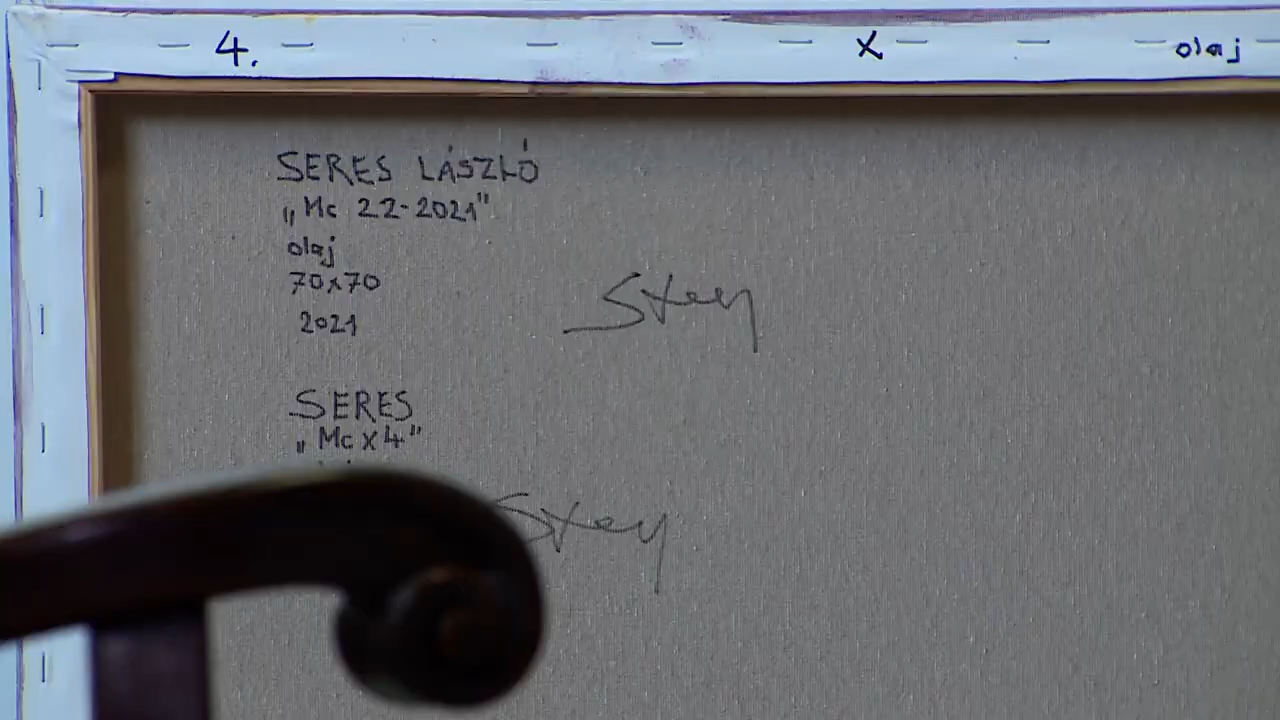 4. x olaj
SERES LÁSZLÓ
„Mc 22-2021”
olaj
70x70
2021
SERES
„Mc x 4”